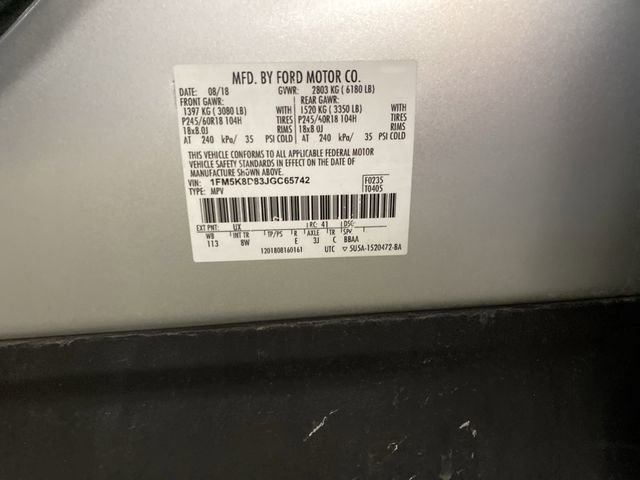 MFD. BY FORD MOTOR CO.
DATE: 08/18 GVWR: 2803 KG ( 6180 LB)
FRONT GAWR: REAR GAWR:
1397 KG ( 3080 LB) WITH 1520 KG ( 3350 LB) WITH
P245/60R18 104H TIRES P245/60R18 104H TIRES
18x8.0J RIMS 18x8.0J RIMS
AT 240 kPa/ 35 PSI COLD AT 240 kPa/ 35 PSI COLD
THIS VEHICLE CONFORMS TO ALL APPLICABLE FEDERAL MOTOR
VEHICLE SAFETY STANDARDS IN EFFECT ON THE DATE OF
MANUFACTURE SHOWN ABOVE.
VIN: 1FM5K8D83JGC65742 F0235
TYPE: MPV T0405
EXT PNT: UX RC: 41 DSO:
WB INT TR TP/PS R AXLE TR SPR
113 8W E 3J C BBAA
1201808160161 UTC ▽ 5U5A-1520472-BA